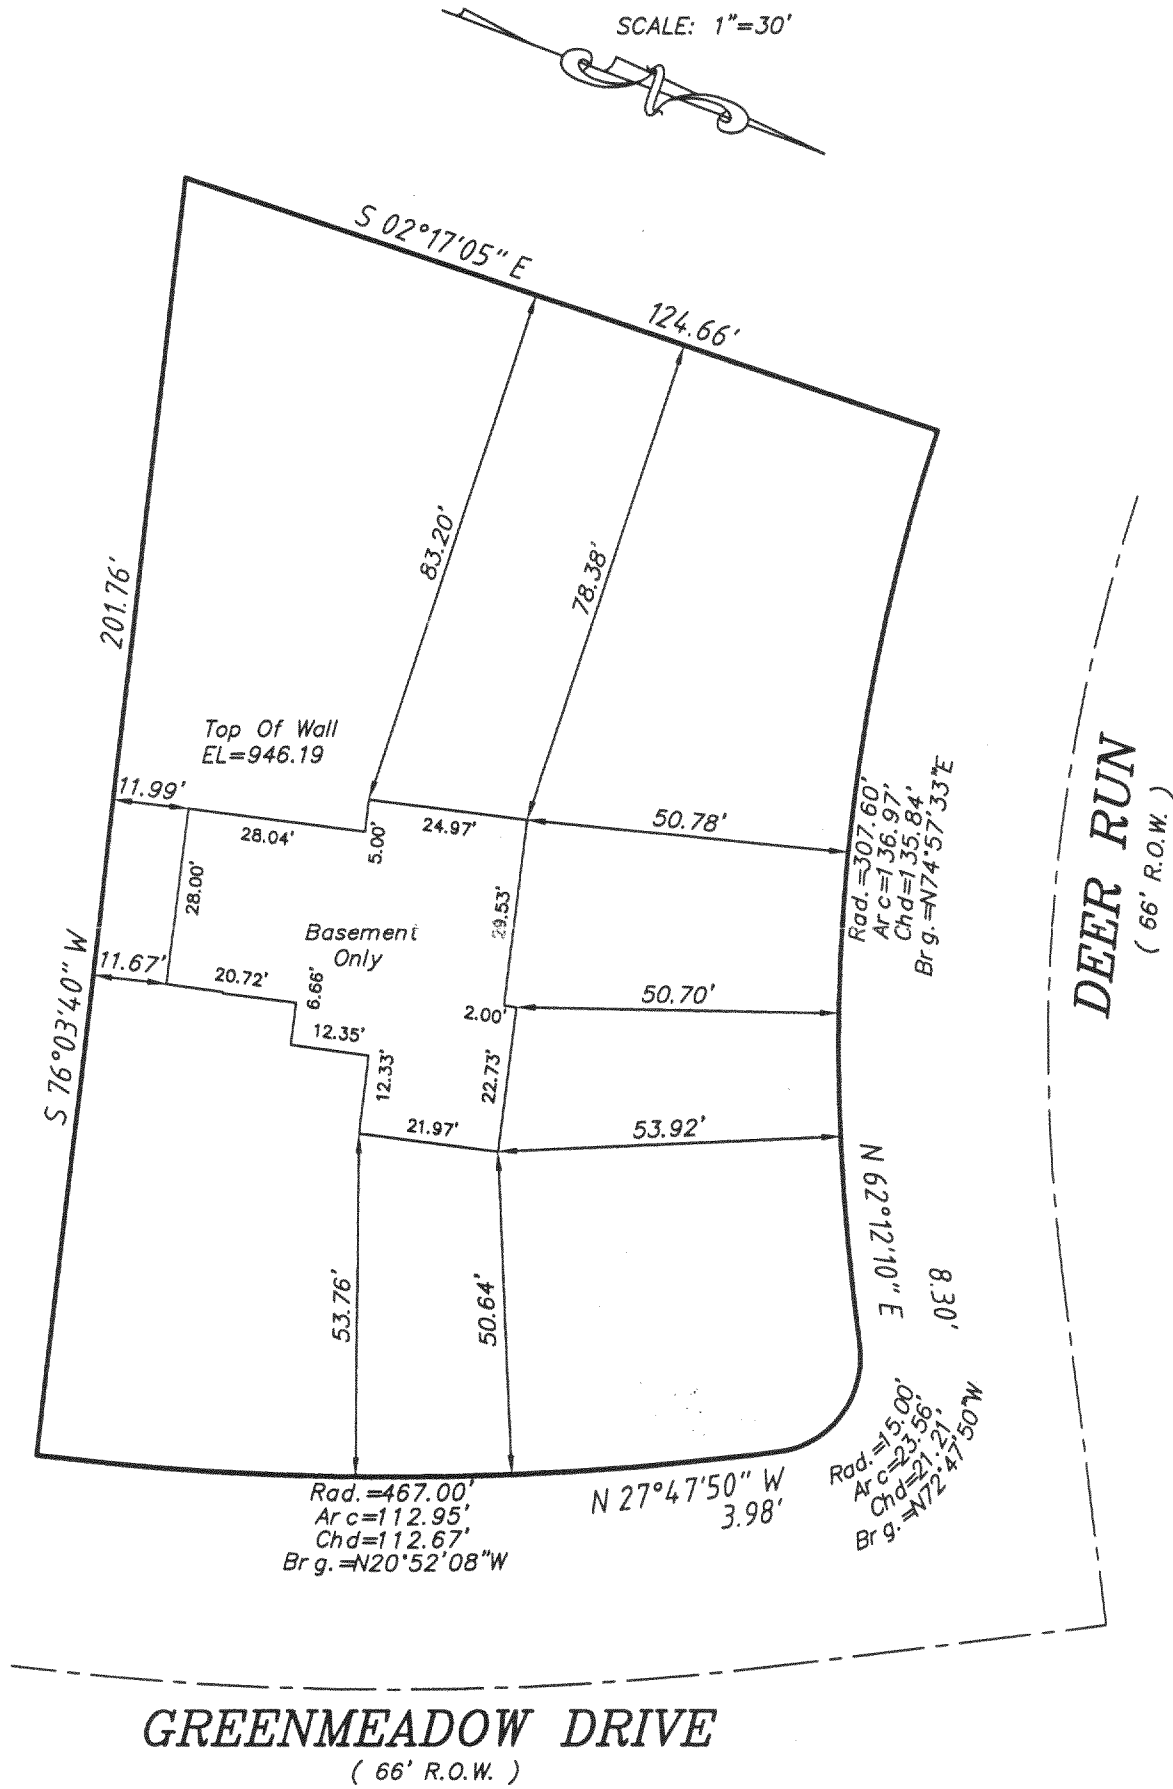 SCALE: 1"=30'
S 02°17'05" E
124.66'
83.20'
78.38'
201.76'
Top Of Wall
EL=946.19
11.99'
28.04'
5.00'
24.97'
50.78'
Rad.=307.60'
Arc=136.97'
Chd=135.84'
Brg.=N74°57'33"E
DEER RUN
( 66' R.O.W. )
28.00'
29.53'
Basement
Only
11.67'
20.72'
6.66'
2.00'
50.70'
12.35'
12.33'
22.73'
S 76°03'40" W
21.97'
53.92'
N 62°12'10" E
8.30'
53.76'
50.64'
Rad.=15.00'
Arc=23.56'
Chd=21.21'
Brg.=N72°47'50"W
N 27°47'50" W
3.98'
Rad.=467.00'
Arc=112.95'
Chd=112.67'
Brg.=N20°52'08"W
GREENMEADOW DRIVE
( 66' R.O.W. )